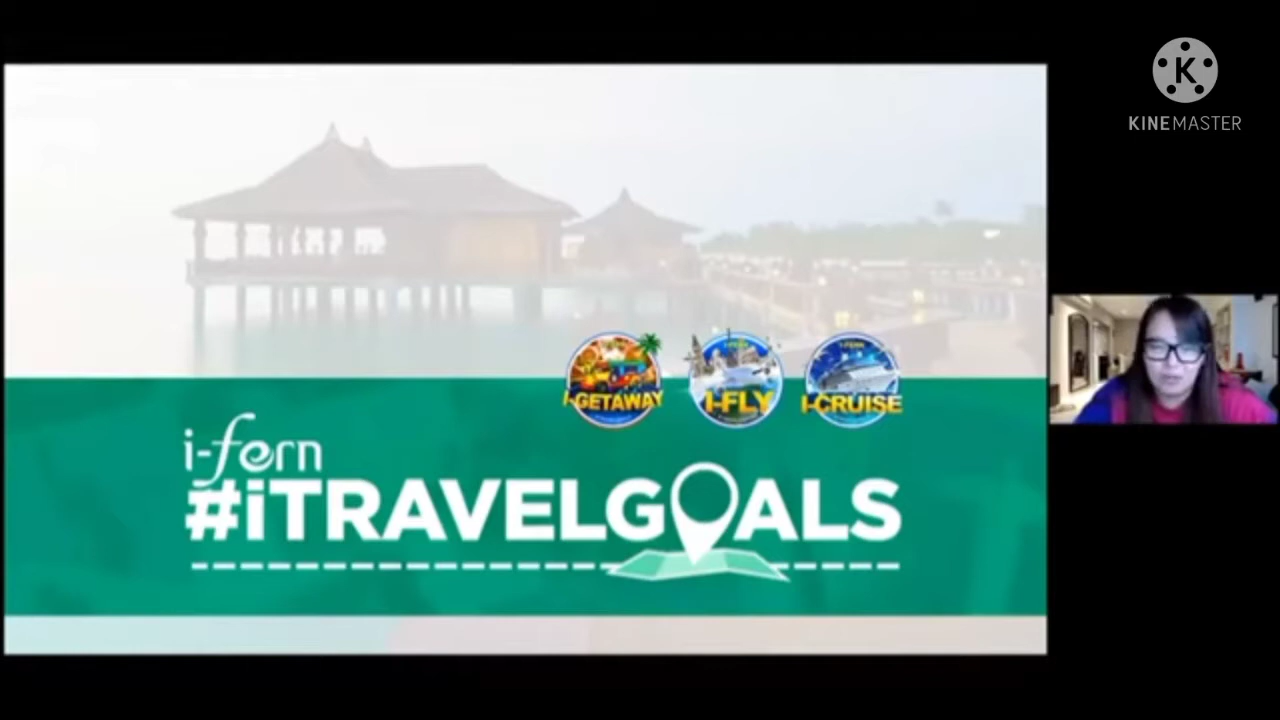 KINEMASTER
I-GETAWAY
I-FLY
I-CRUISE
i-fern
#iTRAVELGOALS